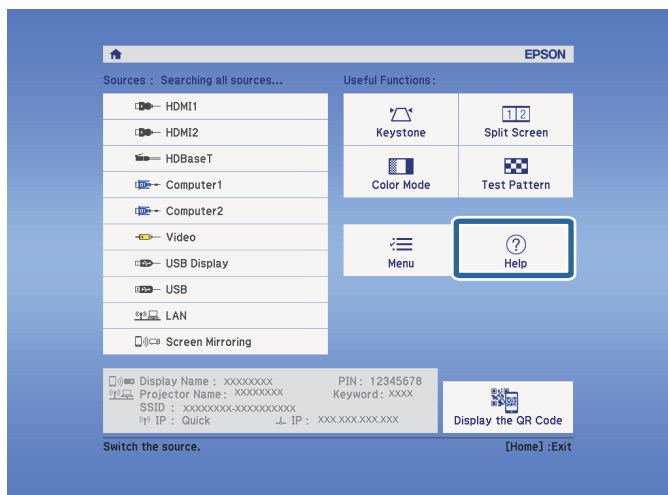 EPSON
Sources : Searching all sources...
HDMI1
HDMI2
HDBaseT
Computer1
Computer2
Video
USB Display
USB
LAN
Screen Mirroring
Useful Functions :
Keystone
1 2
Split Screen
Color Mode
Test Pattern
Menu
?
Help
Display Name : XXXXXXXX PIN : 12345678
Projector Name : XXXXXXXX Keyword : XXXX
SSID : XXXXXXXX-XXXXXXXXXX
IP : Quick IP : XXX.XXX.XXX.XXX
Display the QR Code
Switch the source. [Home] :Exit